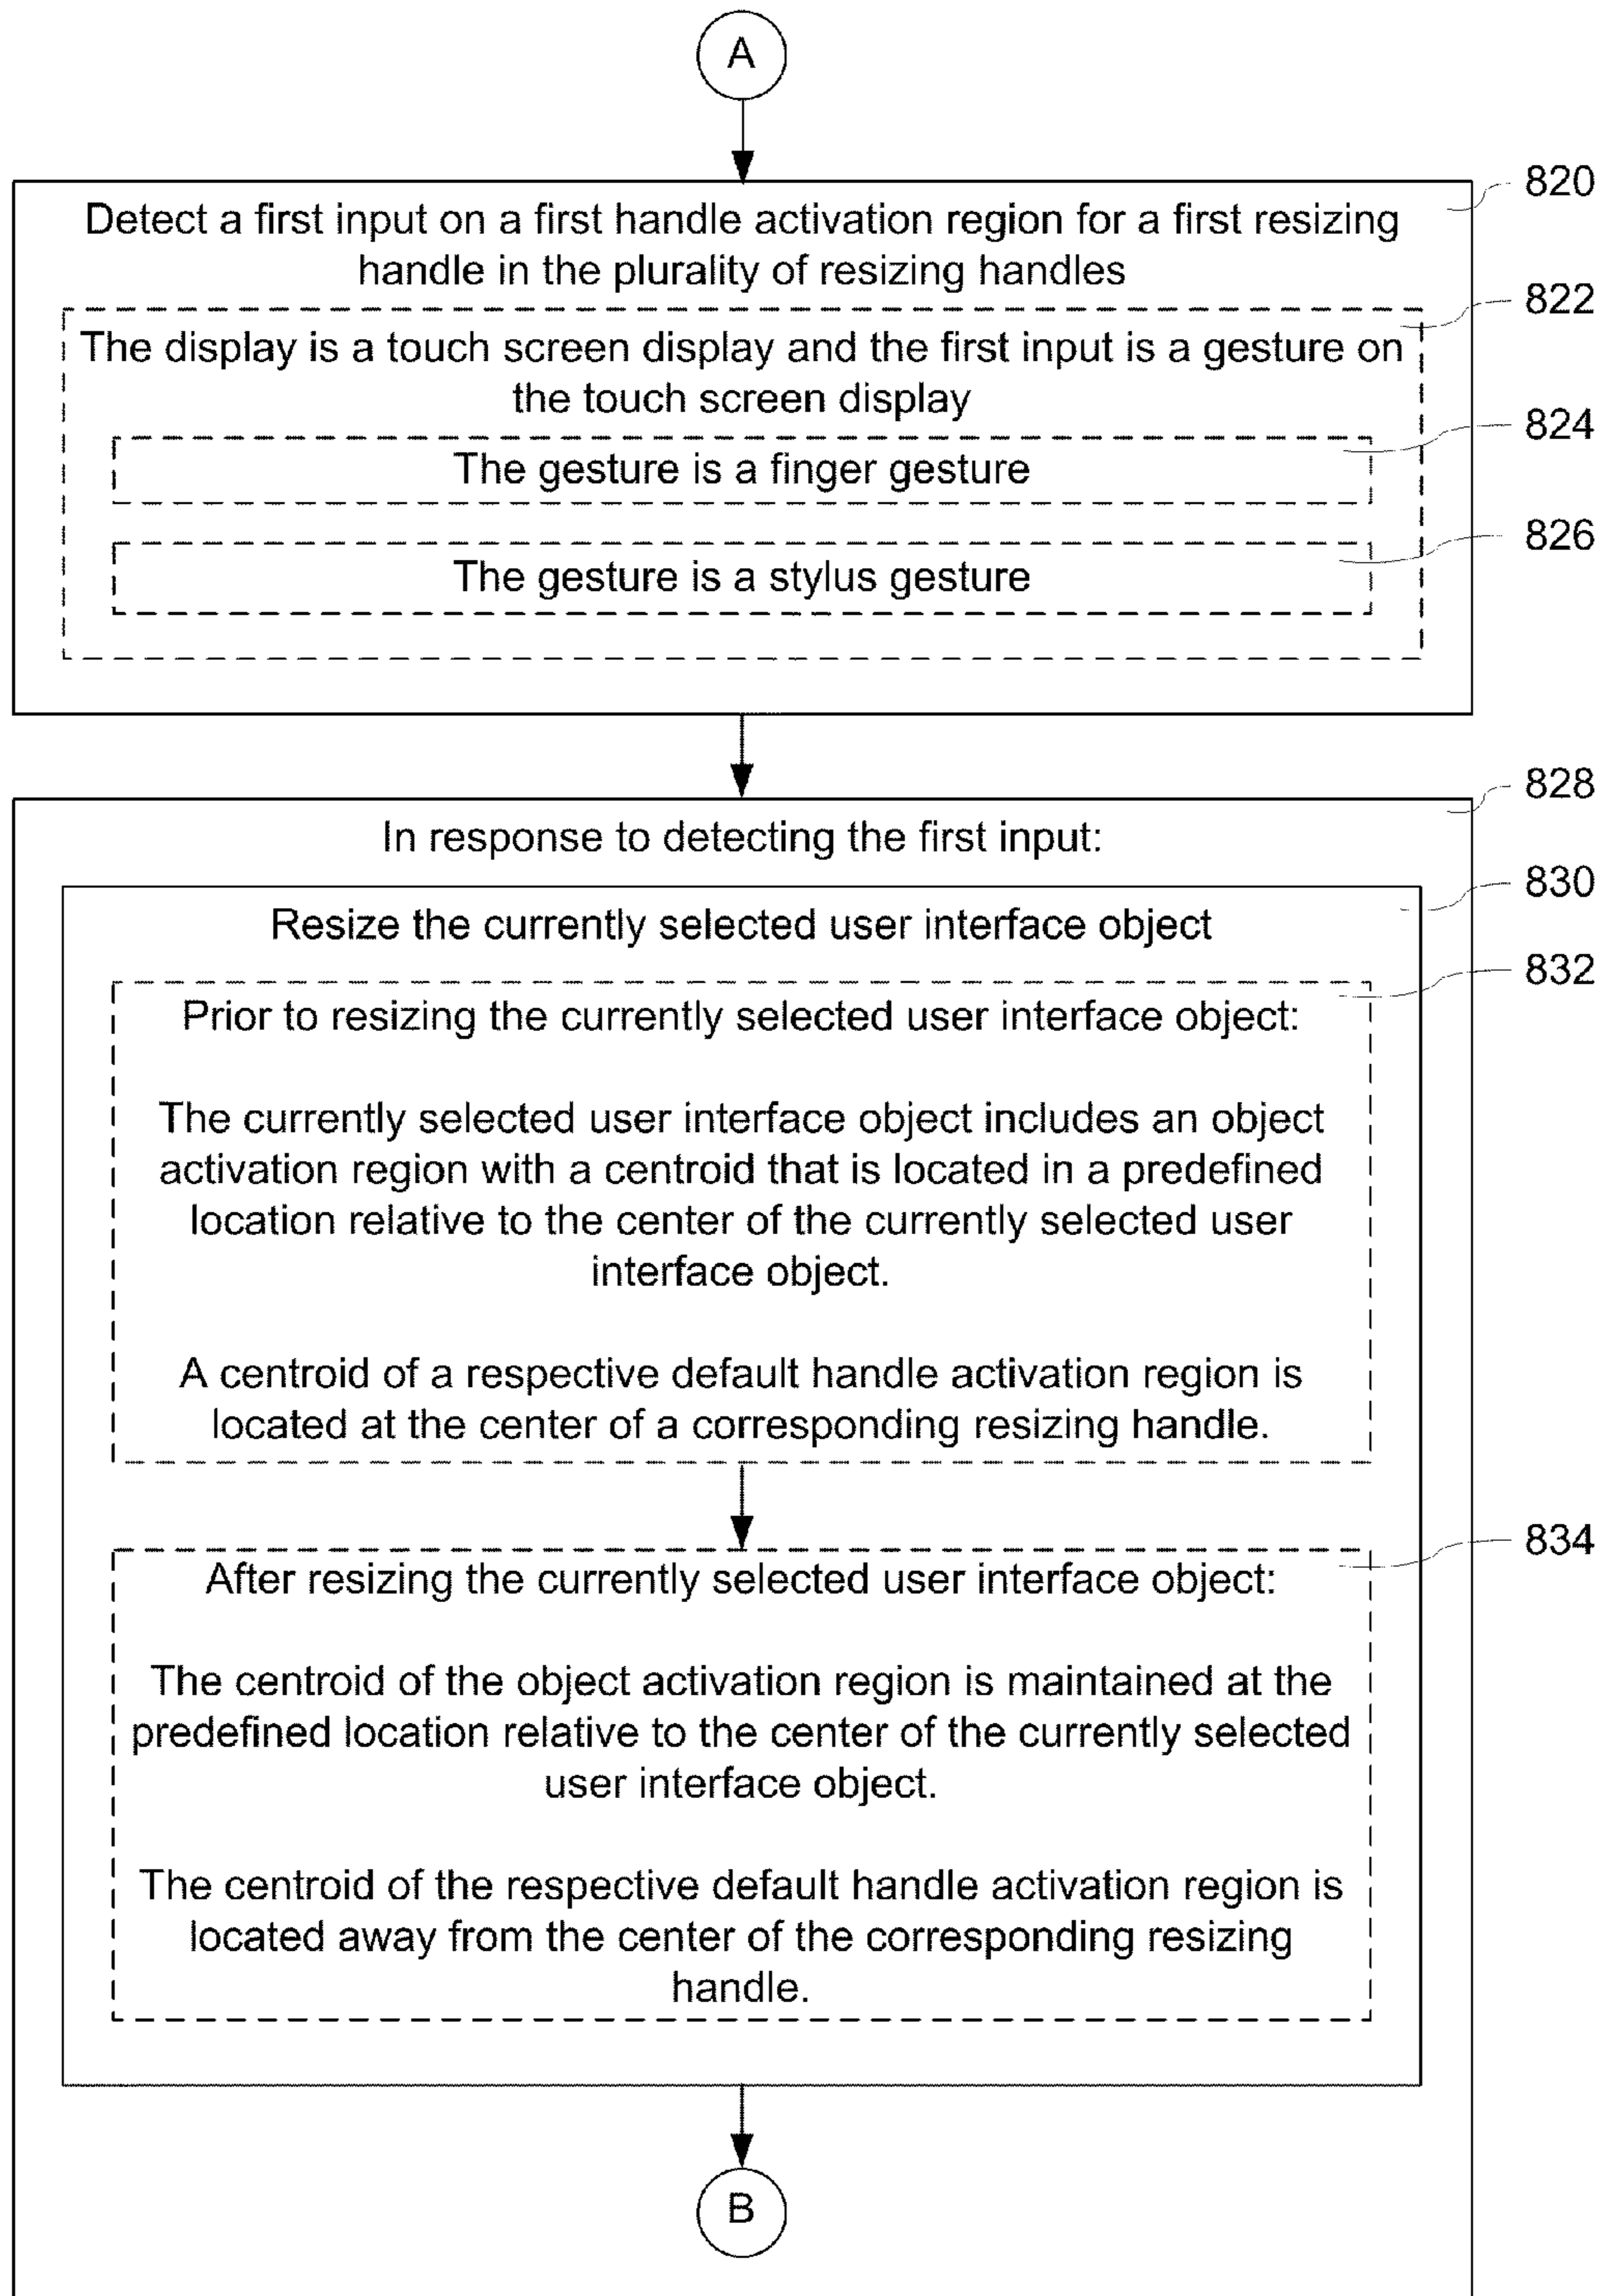 A
820
Detect a first input on a first handle activation region for a first resizing
handle in the plurality of resizing handles
822
The display is a touch screen display and the first input is a gesture on
the touch screen display
824
The gesture is a finger gesture
826
The gesture is a stylus gesture
828
In response to detecting the first input:
830
Resize the currently selected user interface object
832
Prior to resizing the currently selected user interface object:
The currently selected user interface object includes an object
activation region with a centroid that is located in a predefined
location relative to the center of the currently selected user
interface object.
A centroid of a respective default handle activation region is
located at the center of a corresponding resizing handle.
834
After resizing the currently selected user interface object:
The centroid of the object activation region is maintained at the
predefined location relative to the center of the currently selected
user interface object.
The centroid of the respective default handle activation region is
located away from the center of the corresponding resizing
handle.
B